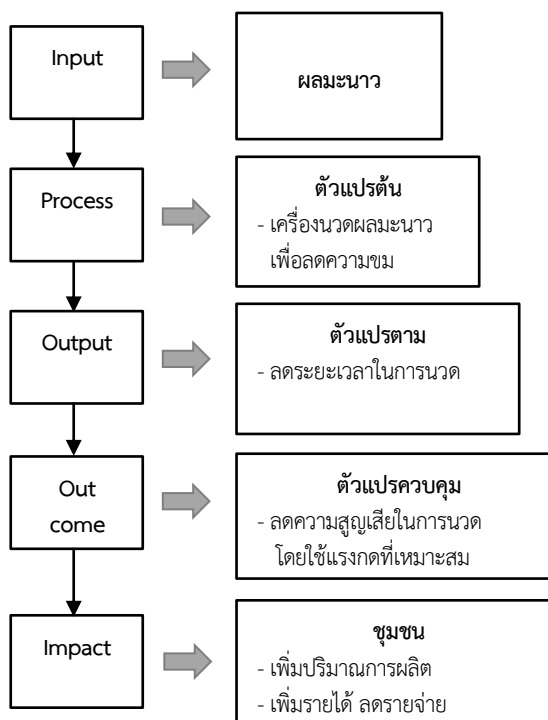 Input
ผลมะนาว
Process
ตัวแปรต้น
- เครื่องนวดผลมะนาว
เพื่อลดความขม
Output
ตัวแปรตาม
- ลดระยะเวลาในการนวด
Out
come
ตัวแปรควบคุม
- ลดความสูญเสียในการนวด
โดยใช้แรงกดที่เหมาะสม
Impact
ชุมชน
- เพิ่มปริมาณการผลิต
- เพิ่มรายได้ ลดรายจ่าย